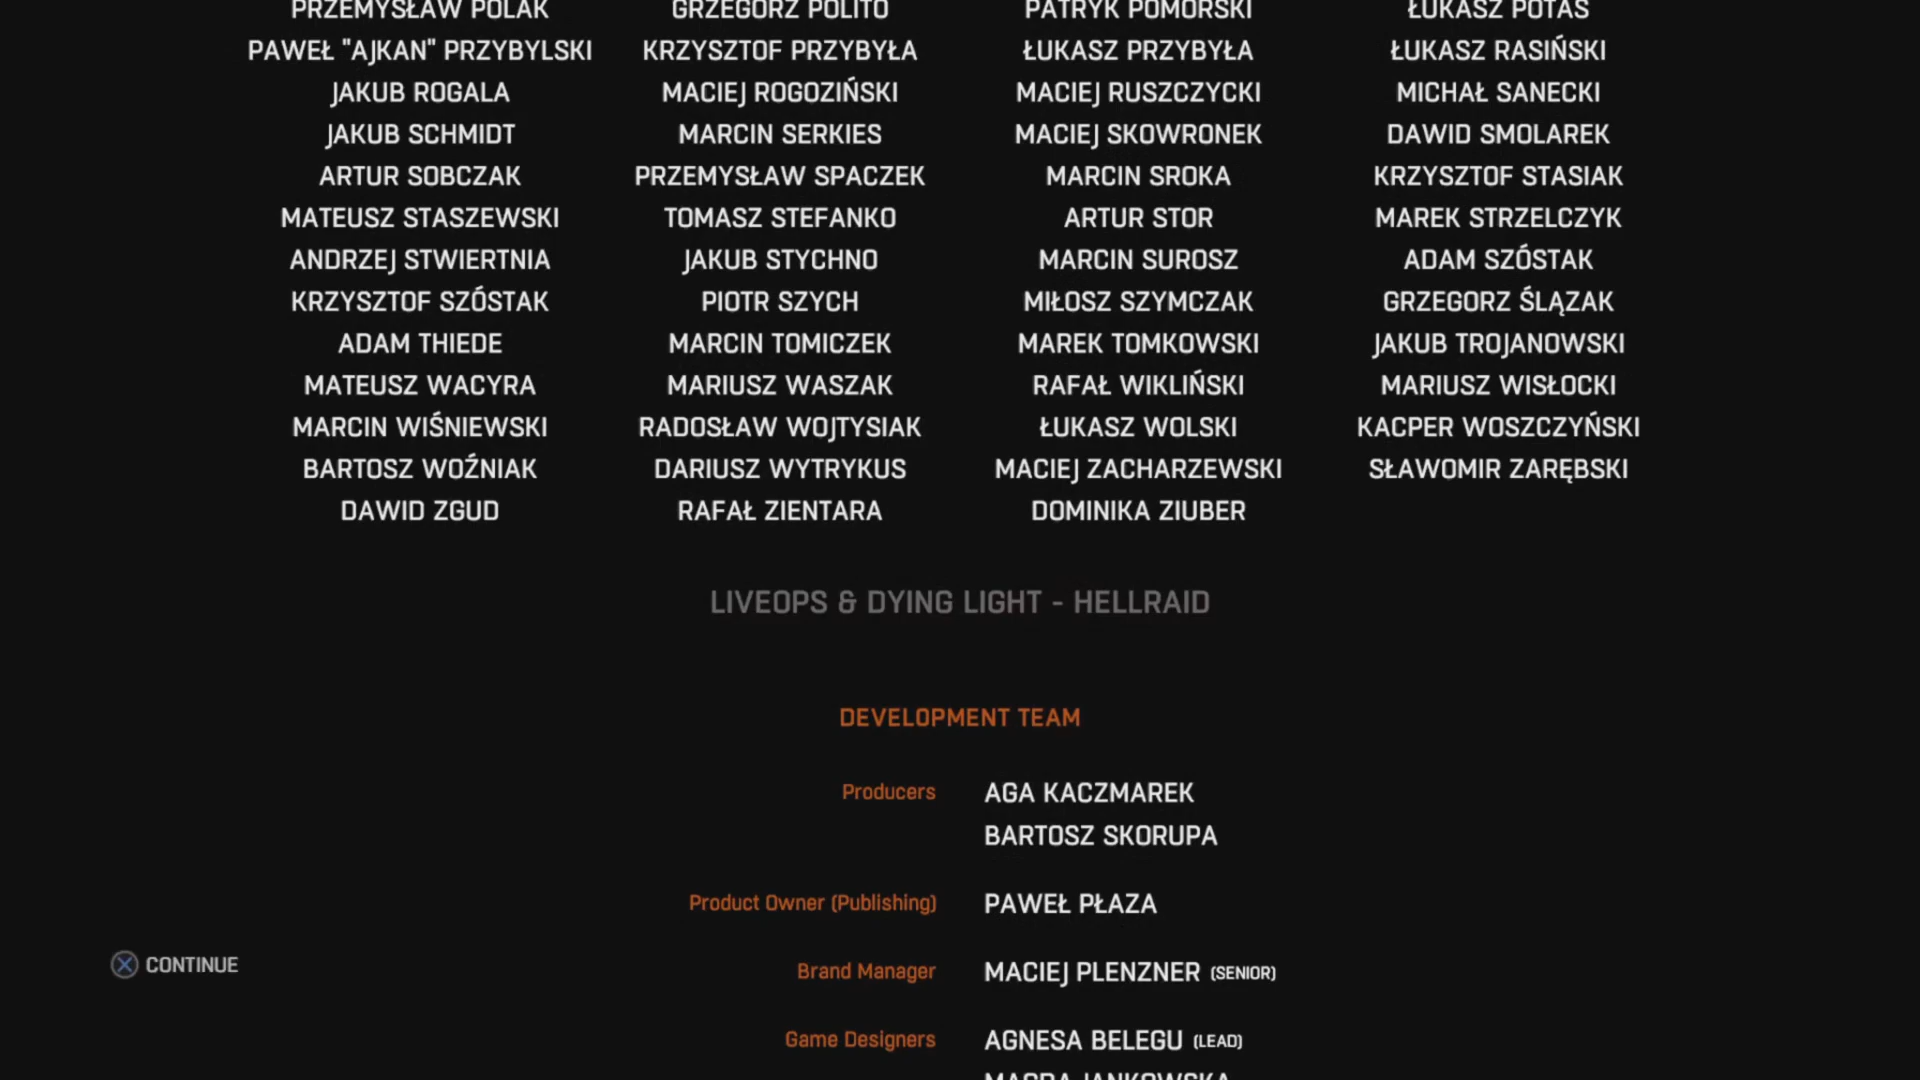 PRZEMYSŁAW POLAK GRZEGORZ POLITO PATRYK POMORSKI ŁUKASZ POTAS
PAWEŁ "AJKAN" PRZYBYLSKI KRZYSZTOF PRZYBYŁA ŁUKASZ PRZYBYŁA ŁUKASZ RASIŃSKI
JAKUB ROGALA MACIEJ ROGOZIŃSKI MACIEJ RUSZCZYCKI MICHAŁ SANECKI
JAKUB SCHMIDT MARCIN SERKIES MACIEJ SKOWRONEK DAWID SMOLAREK
ARTUR SOBCZAK PRZEMYSŁAW SPACZEK MARCIN SROKA KRZYSZTOF STASIAK
MATEUSZ STASZEWSKI TOMASZ STEFANKO ARTUR STOR MAREK STRZELCZYK
ANDRZEJ STWIERTNIA JAKUB STYCHNO MARCIN SUROSZ ADAM SZÓSTAK
KRZYSZTOF SZÓSTAK PIOTR SZYCH MIŁOSZ SZYMCZAK GRZEGORZ ŚLĄZAK
ADAM THIEDE MARCIN TOMICZEK MAREK TOMKOWSKI JAKUB TROJANOWSKI
MATEUSZ WACYRA MARIUSZ WASZAK RAFAŁ WIKLIŃSKI MARIUSZ WISŁOCKI
MARCIN WIŚNIEWSKI RADOSŁAW WOJTYSIAK ŁUKASZ WOLSKI KACPER WOSZCZYŃSKI
BARTOSZ WOŹNIAK DARIUSZ WYTRYKUS MACIEJ ZACHARZEWSKI SŁAWOMIR ZARĘBSKI
DAWID ZGUD RAFAŁ ZIENTARA DOMINIKA ZIUBER
LIVEOPS & DYING LIGHT - HELLRAID
DEVELOPMENT TEAM
Producers AGA KACZMAREK
BARTOSZ SKORUPA
Product Owner (Publishing) PAWEŁ PŁAZA
CONTINUE
Brand Manager MACIEJ PLENZNER (SENIOR)
Game Designers AGNESA BELEGU (LEAD)
JANKOWSKA